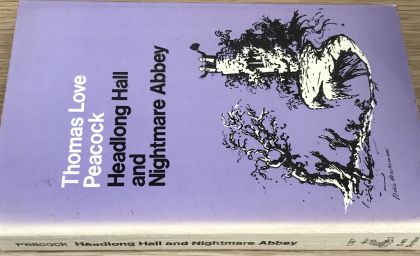 Thomas Love
Peacock
Headlong Hall
and
Nightmare Abbey
PEACOCK Headlong Hall and Nightmare Abbey